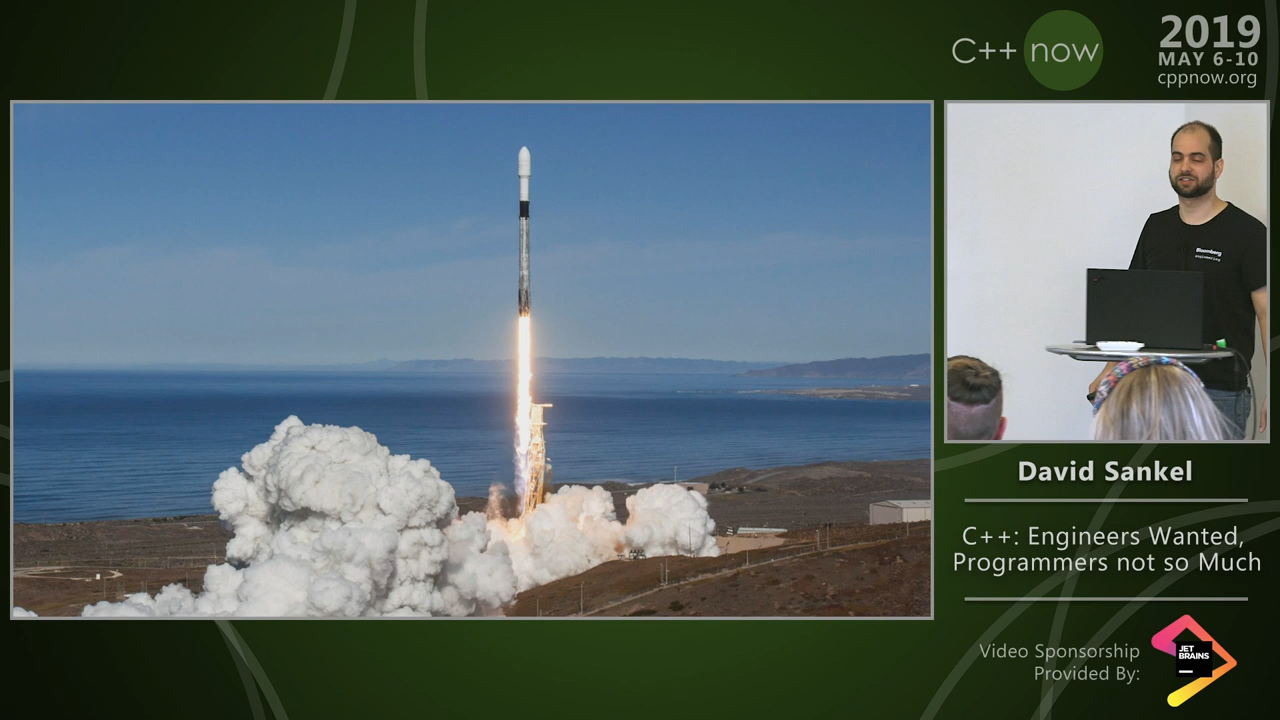 C++ now
2019
MAY 6-10
cppnow.org
Bloomberg
David Sankel
C++: Engineers Wanted,
Programmers not so Much
Video Sponsorship
Provided By:
JET
BRAINS